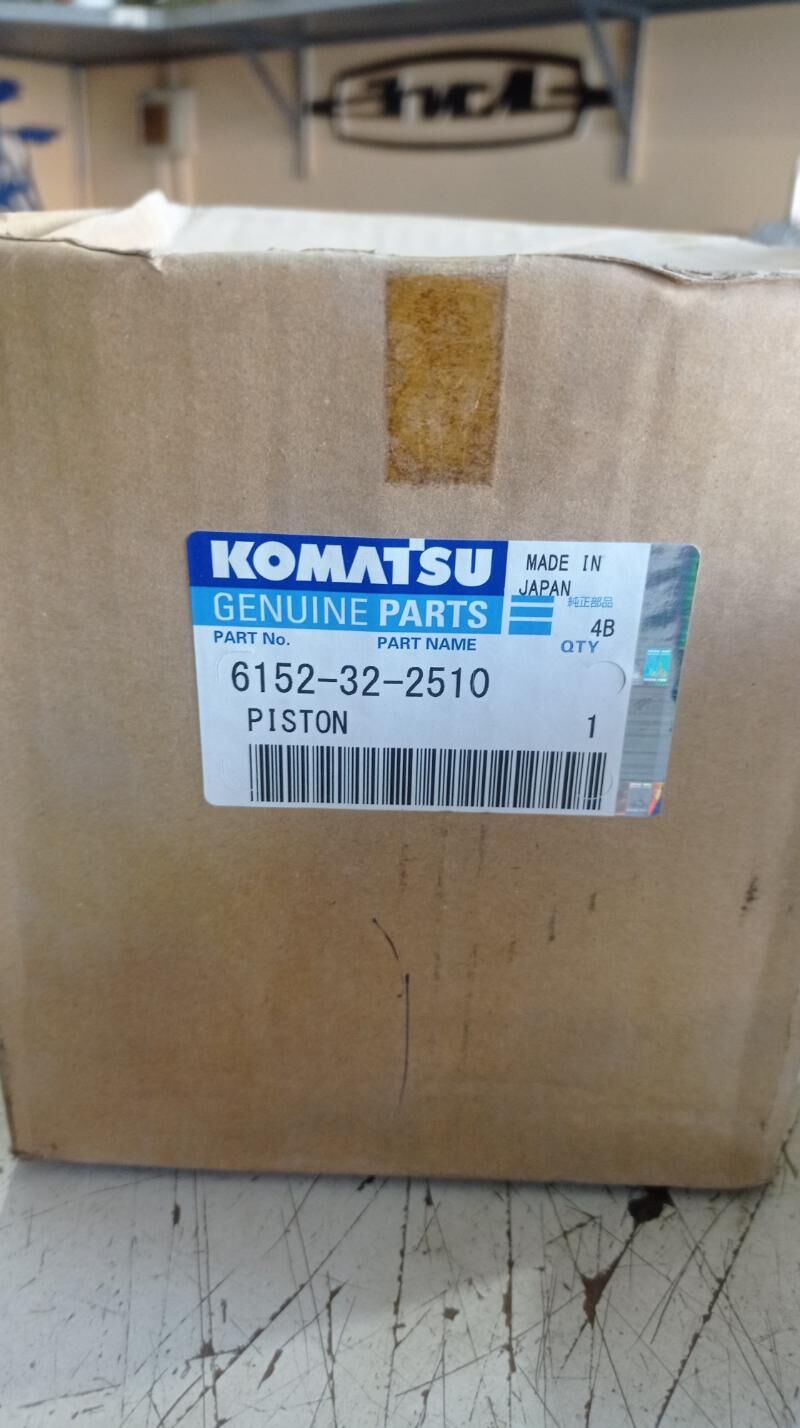 ЗИЛ
KOMATSU
MADE IN
JAPAN
GENUINE PARTS
純正部品
4B
PART No.
PART NAME
QTY
6152-32-2510
PISTON
1